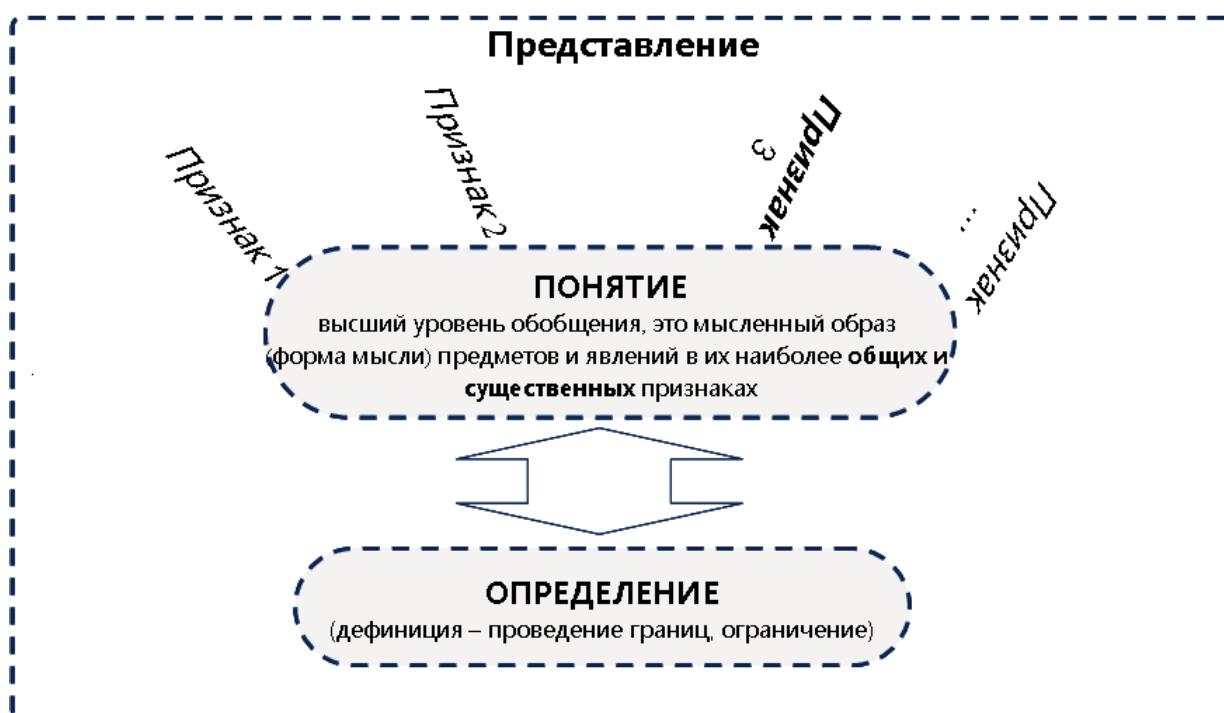 Представление
Признак 1
Признак 2
Признак
3
Признак
...
ПОНЯТИЕ
высший уровень обобщения, это мысленный образ
(форма мысли) предметов и явлений в их наиболее общих и
существенных признаках
ОПРЕДЕЛЕНИЕ
(дефиниция – проведение границ, ограничение)